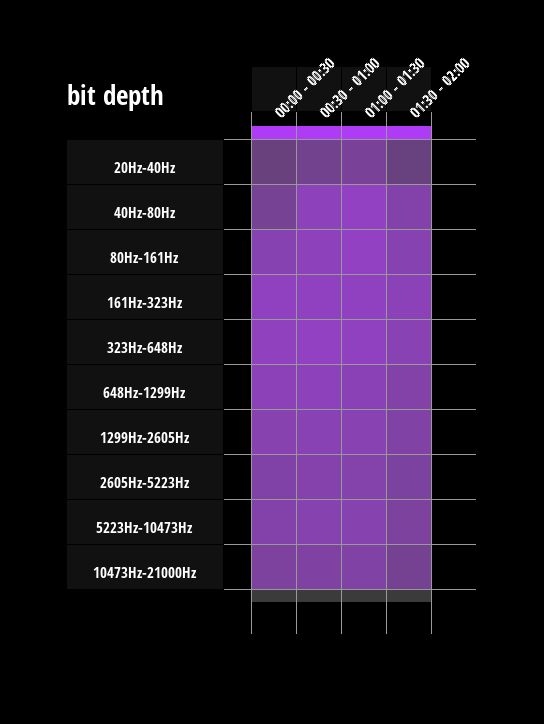 bit depth
00:00 - 00:30
00:30 - 01:00
01:00 - 01:30
01:30 - 02:00
20Hz-40Hz
40Hz-80Hz
80Hz-161Hz
161Hz-323Hz
323Hz-648Hz
648Hz-1299Hz
1299Hz-2605Hz
2605Hz-5223Hz
5223Hz-10473Hz
10473Hz-21000Hz